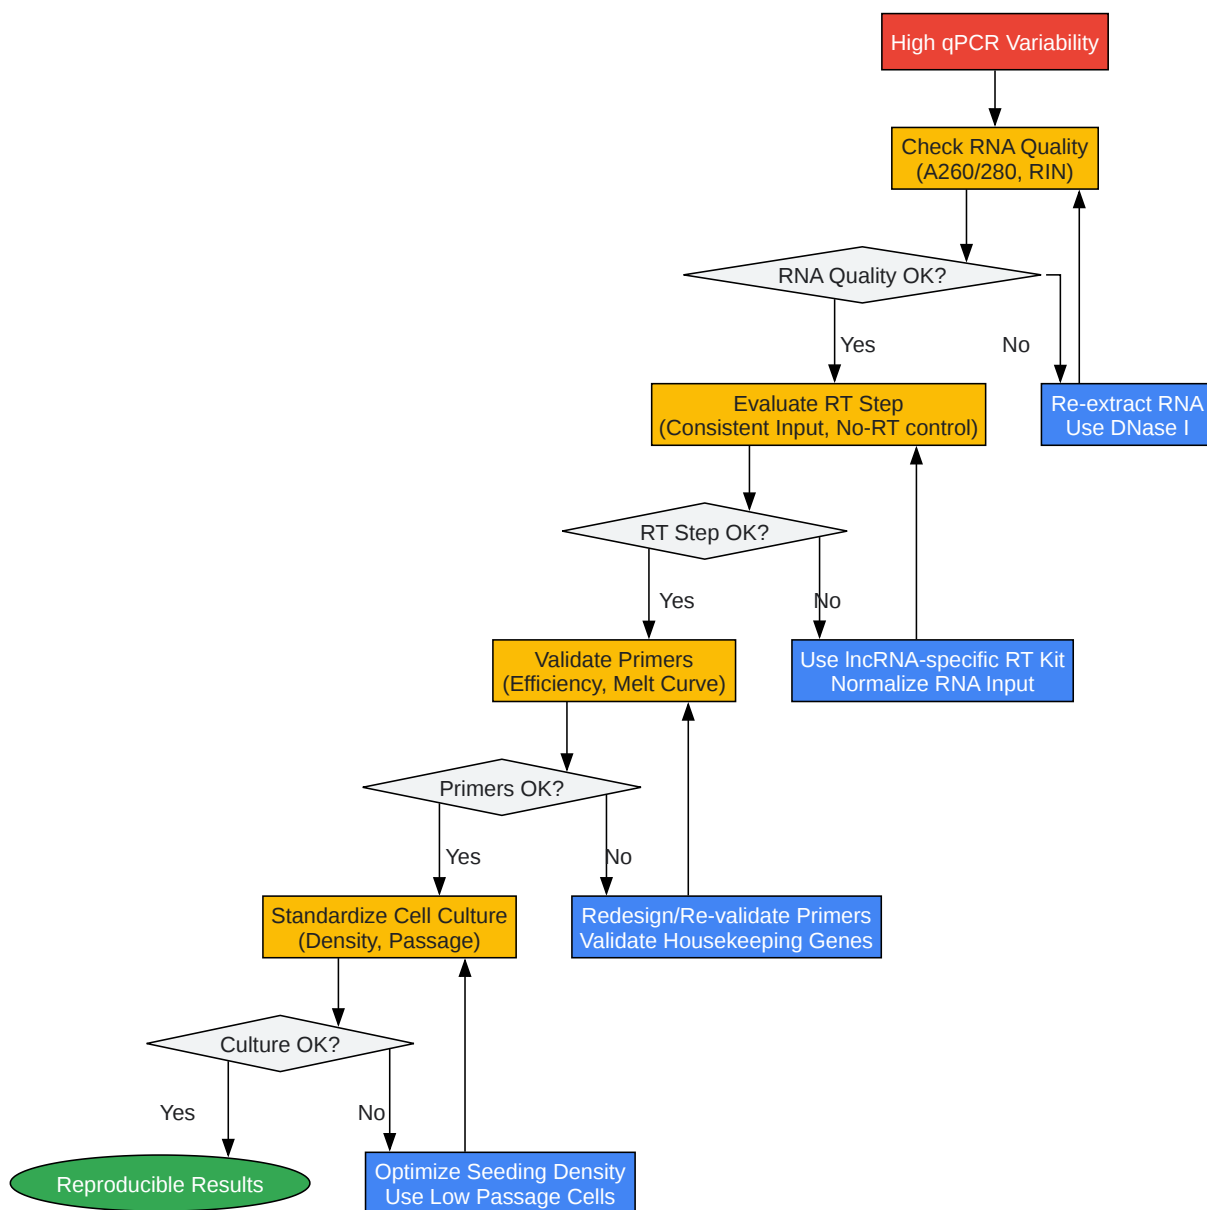 High qPCR Variability
Check RNA Quality
(A260/280, RIN)
RNA Quality OK?
Yes
No
Evaluate RT Step
(Consistent Input, No-RT control)
Re-extract RNA
Use DNase I
RT Step OK?
Yes
No
Validate Primers
(Efficiency, Melt Curve)
Use lncRNA-specific RT Kit
Normalize RNA Input
Primers OK?
Yes
No
Standardize Cell Culture
(Density, Passage)
Redesign/Re-validate Primers
Validate Housekeeping Genes
Culture OK?
Yes
No
Reproducible Results
Optimize Seeding Density
Use Low Passage Cells